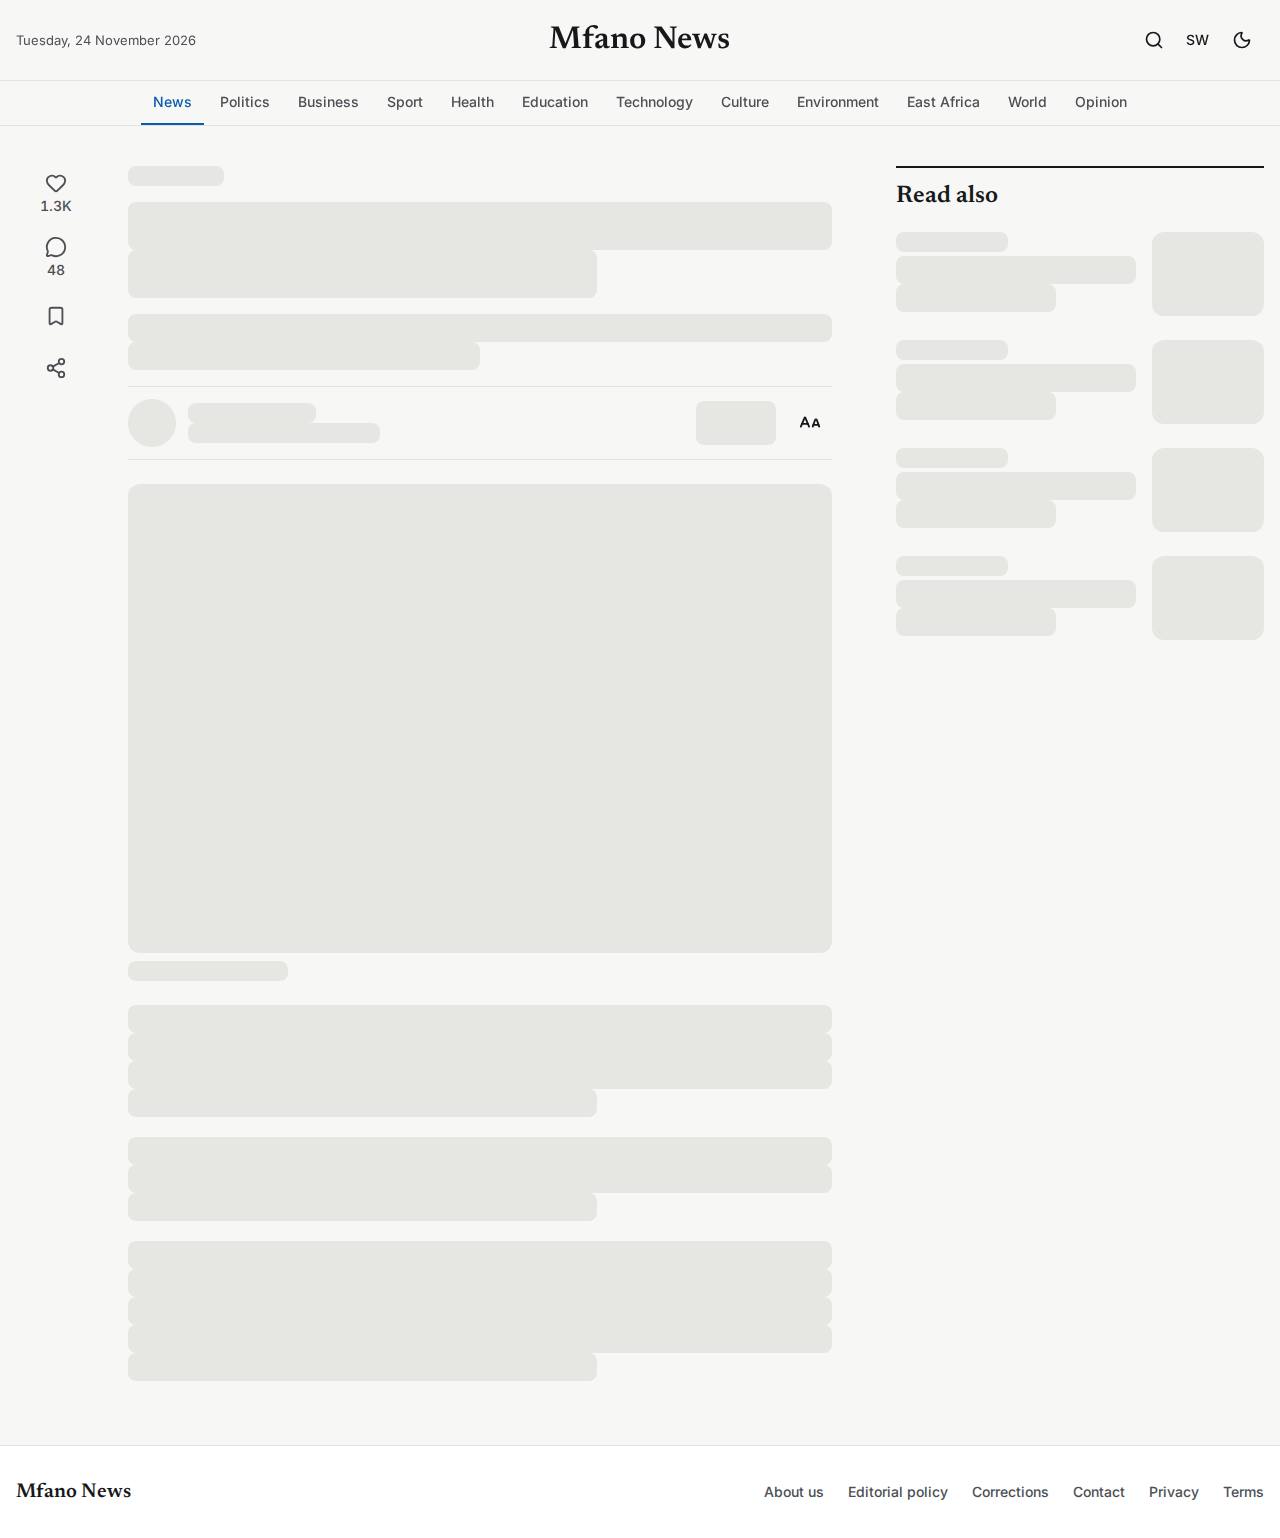 Tuesday, 24 November 2026
Mfano News
SW
News Politics Business Sport Health Education Technology Culture Environment East Africa World Opinion
1.3K
48
AA
Read also
Mfano News
About us Editorial policy Corrections Contact Privacy Terms